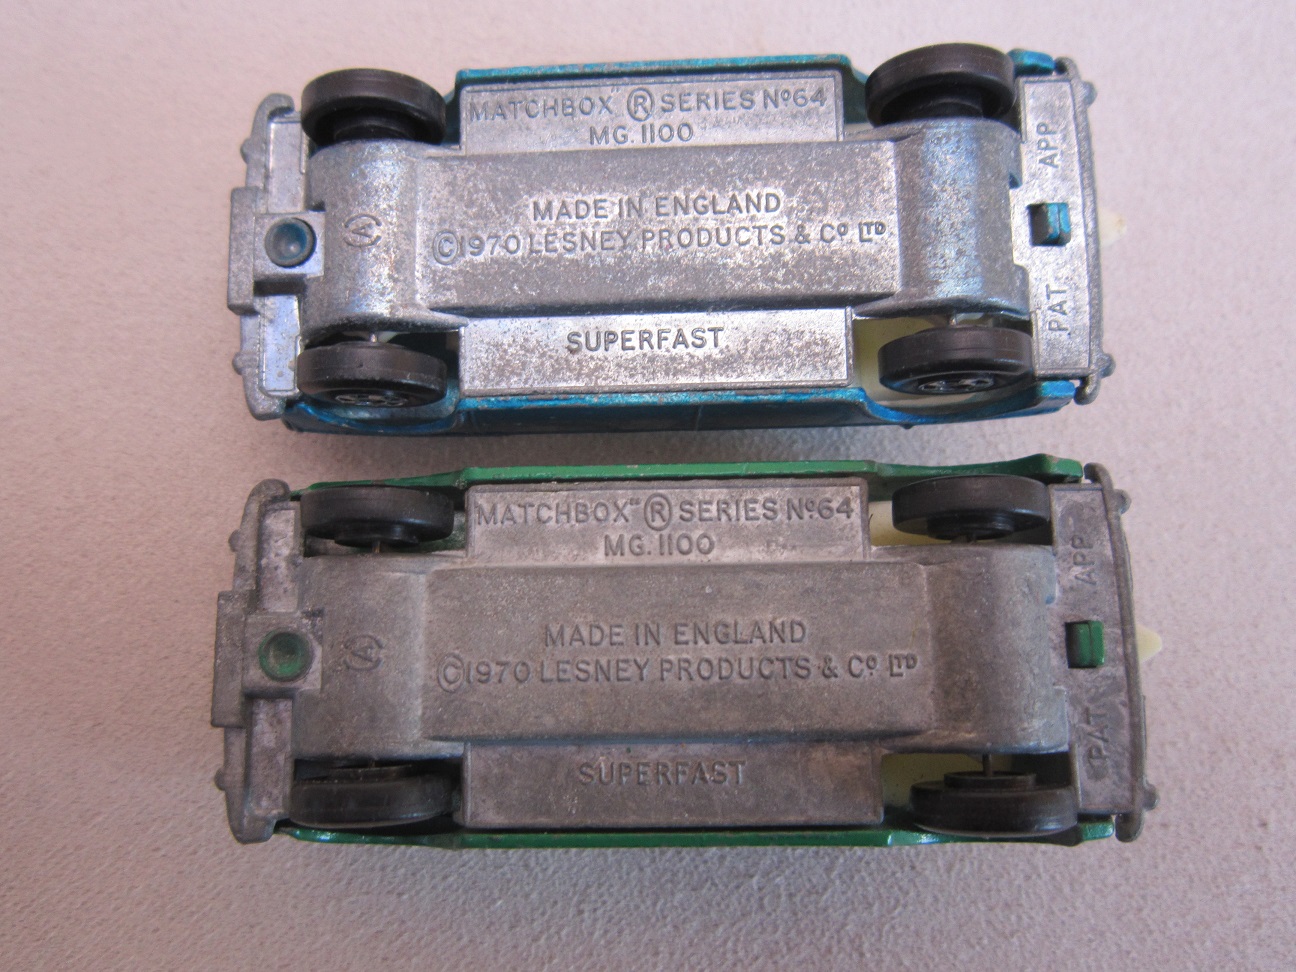 MATCHBOX ® SERIES Nº64
MG. 1100
APP
MADE IN ENGLAND
(A)
©1970 LESNEY PRODUCTS & Cº LTD
PAT.
SUPERFAST
MATCHBOX" ® SERIES Nº64
MG. 1100
APP
MADE IN ENGLAND
(A)
©1970 LESNEY PRODUCTS & Cº LTD
PAT.
SUPERFAST